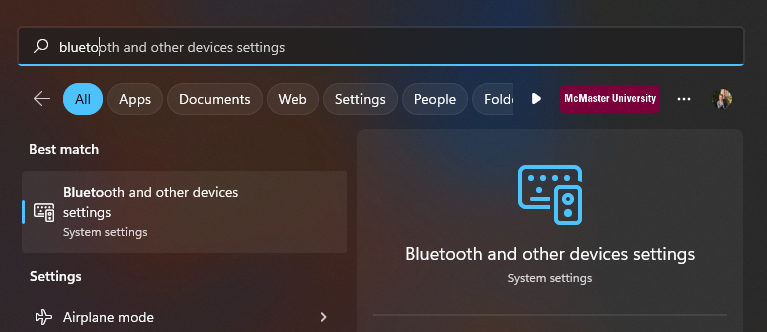 bluetooth and other devices settings
All Apps Documents Web Settings People Folde McMaster University ...
Best match
Bluetooth and other devices
settings
System settings
Bluetooth and other devices settings
System settings
Settings
Airplane mode